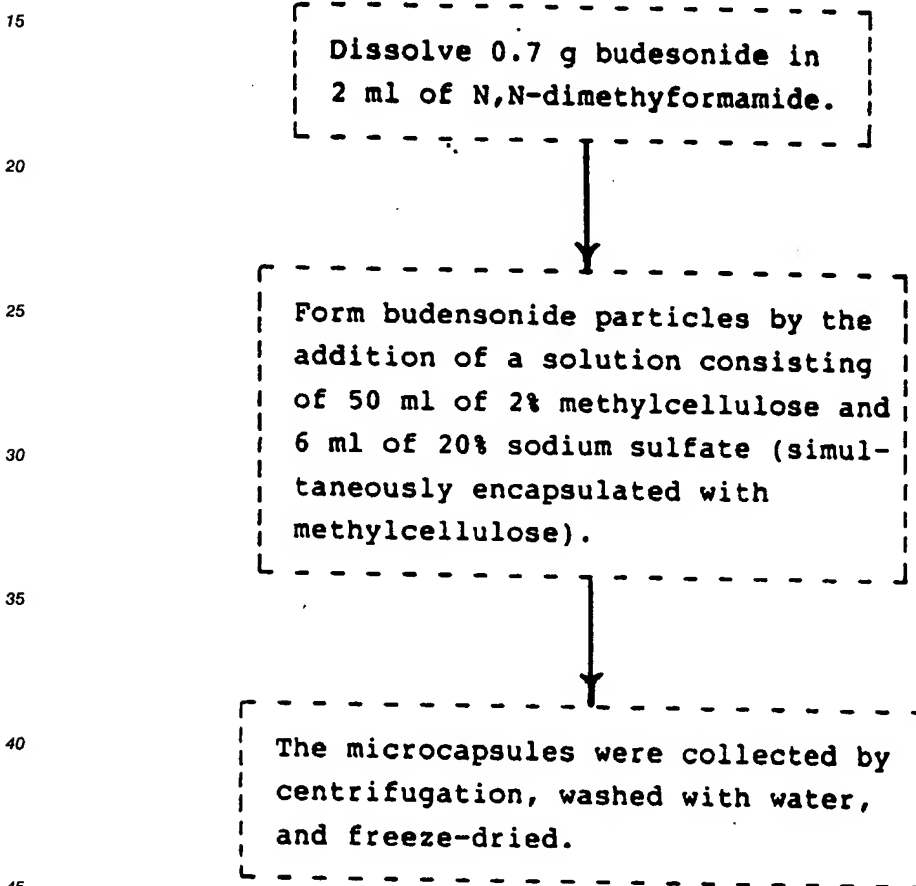 15
Dissolve 0.7 g budesonide in
2 ml of N,N-dimethyformamide.
20
25
Form budensonide particles by the
addition of a solution consisting
of 50 ml of 2% methylcellulose and
30
6 ml of 20% sodium sulfate (simul-
taneously encapsulated with
methylcellulose).
35
40
The microcapsules were collected by
centrifugation, washed with water,
and freeze-dried.
45